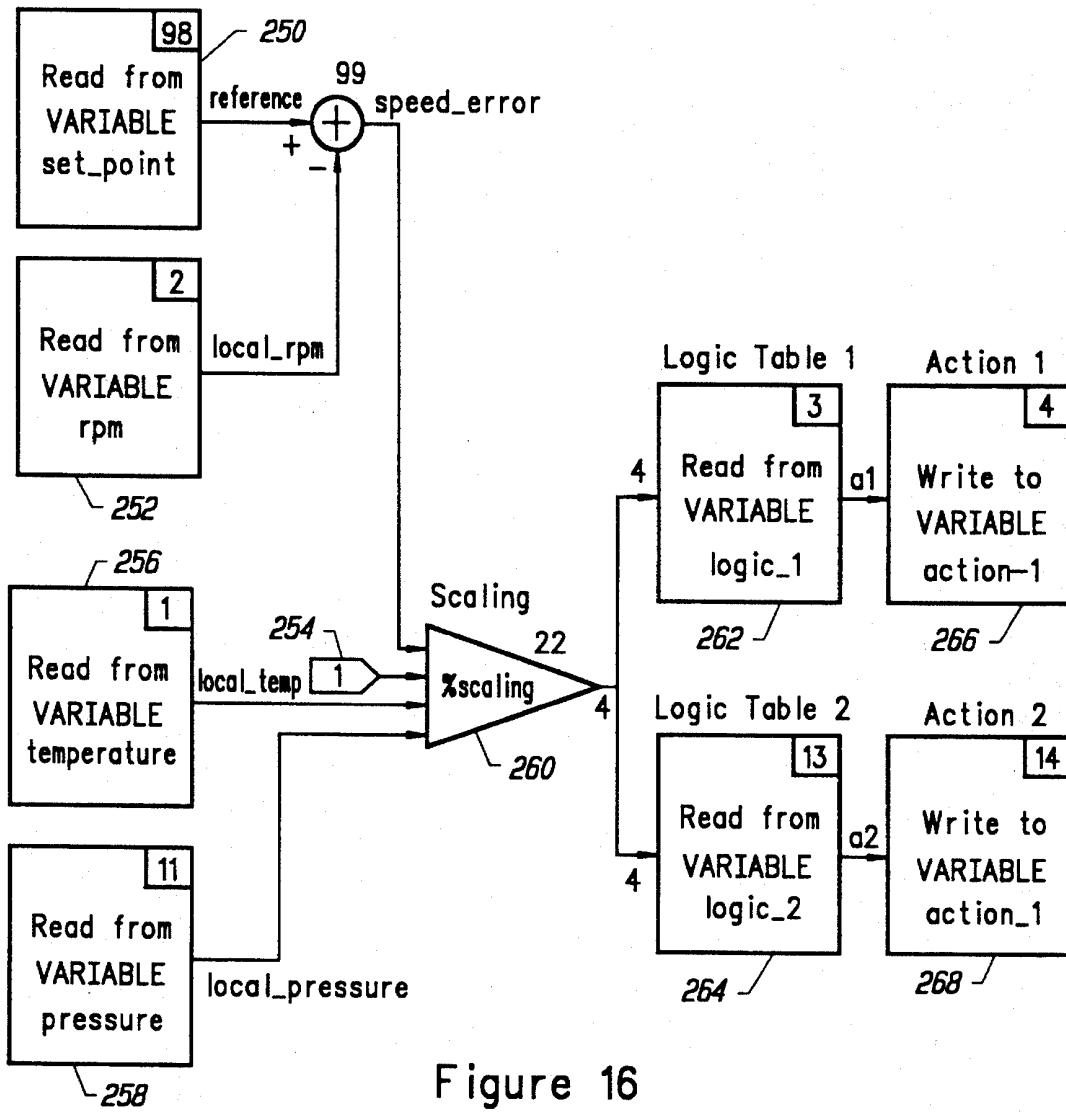 98
250
Read from
VARIABLE
set_point
reference
99
speed_error
+
-
2
Read from
VARIABLE
rpm
local_rpm
252
256
1
Read from
VARIABLE
temperature
local_temp
254
1
Scaling
22
%scaling
4
260
11
Read from
VARIABLE
pressure
local_pressure
258
Logic Table 1
3
4
Read from
VARIABLE
logic_1
a1
262
Action 1
4
Write to
VARIABLE
action-1
266
Logic Table 2
13
4
Read from
VARIABLE
logic_2
a2
264
Action 2
14
Write to
VARIABLE
action_1
268
Figure 16